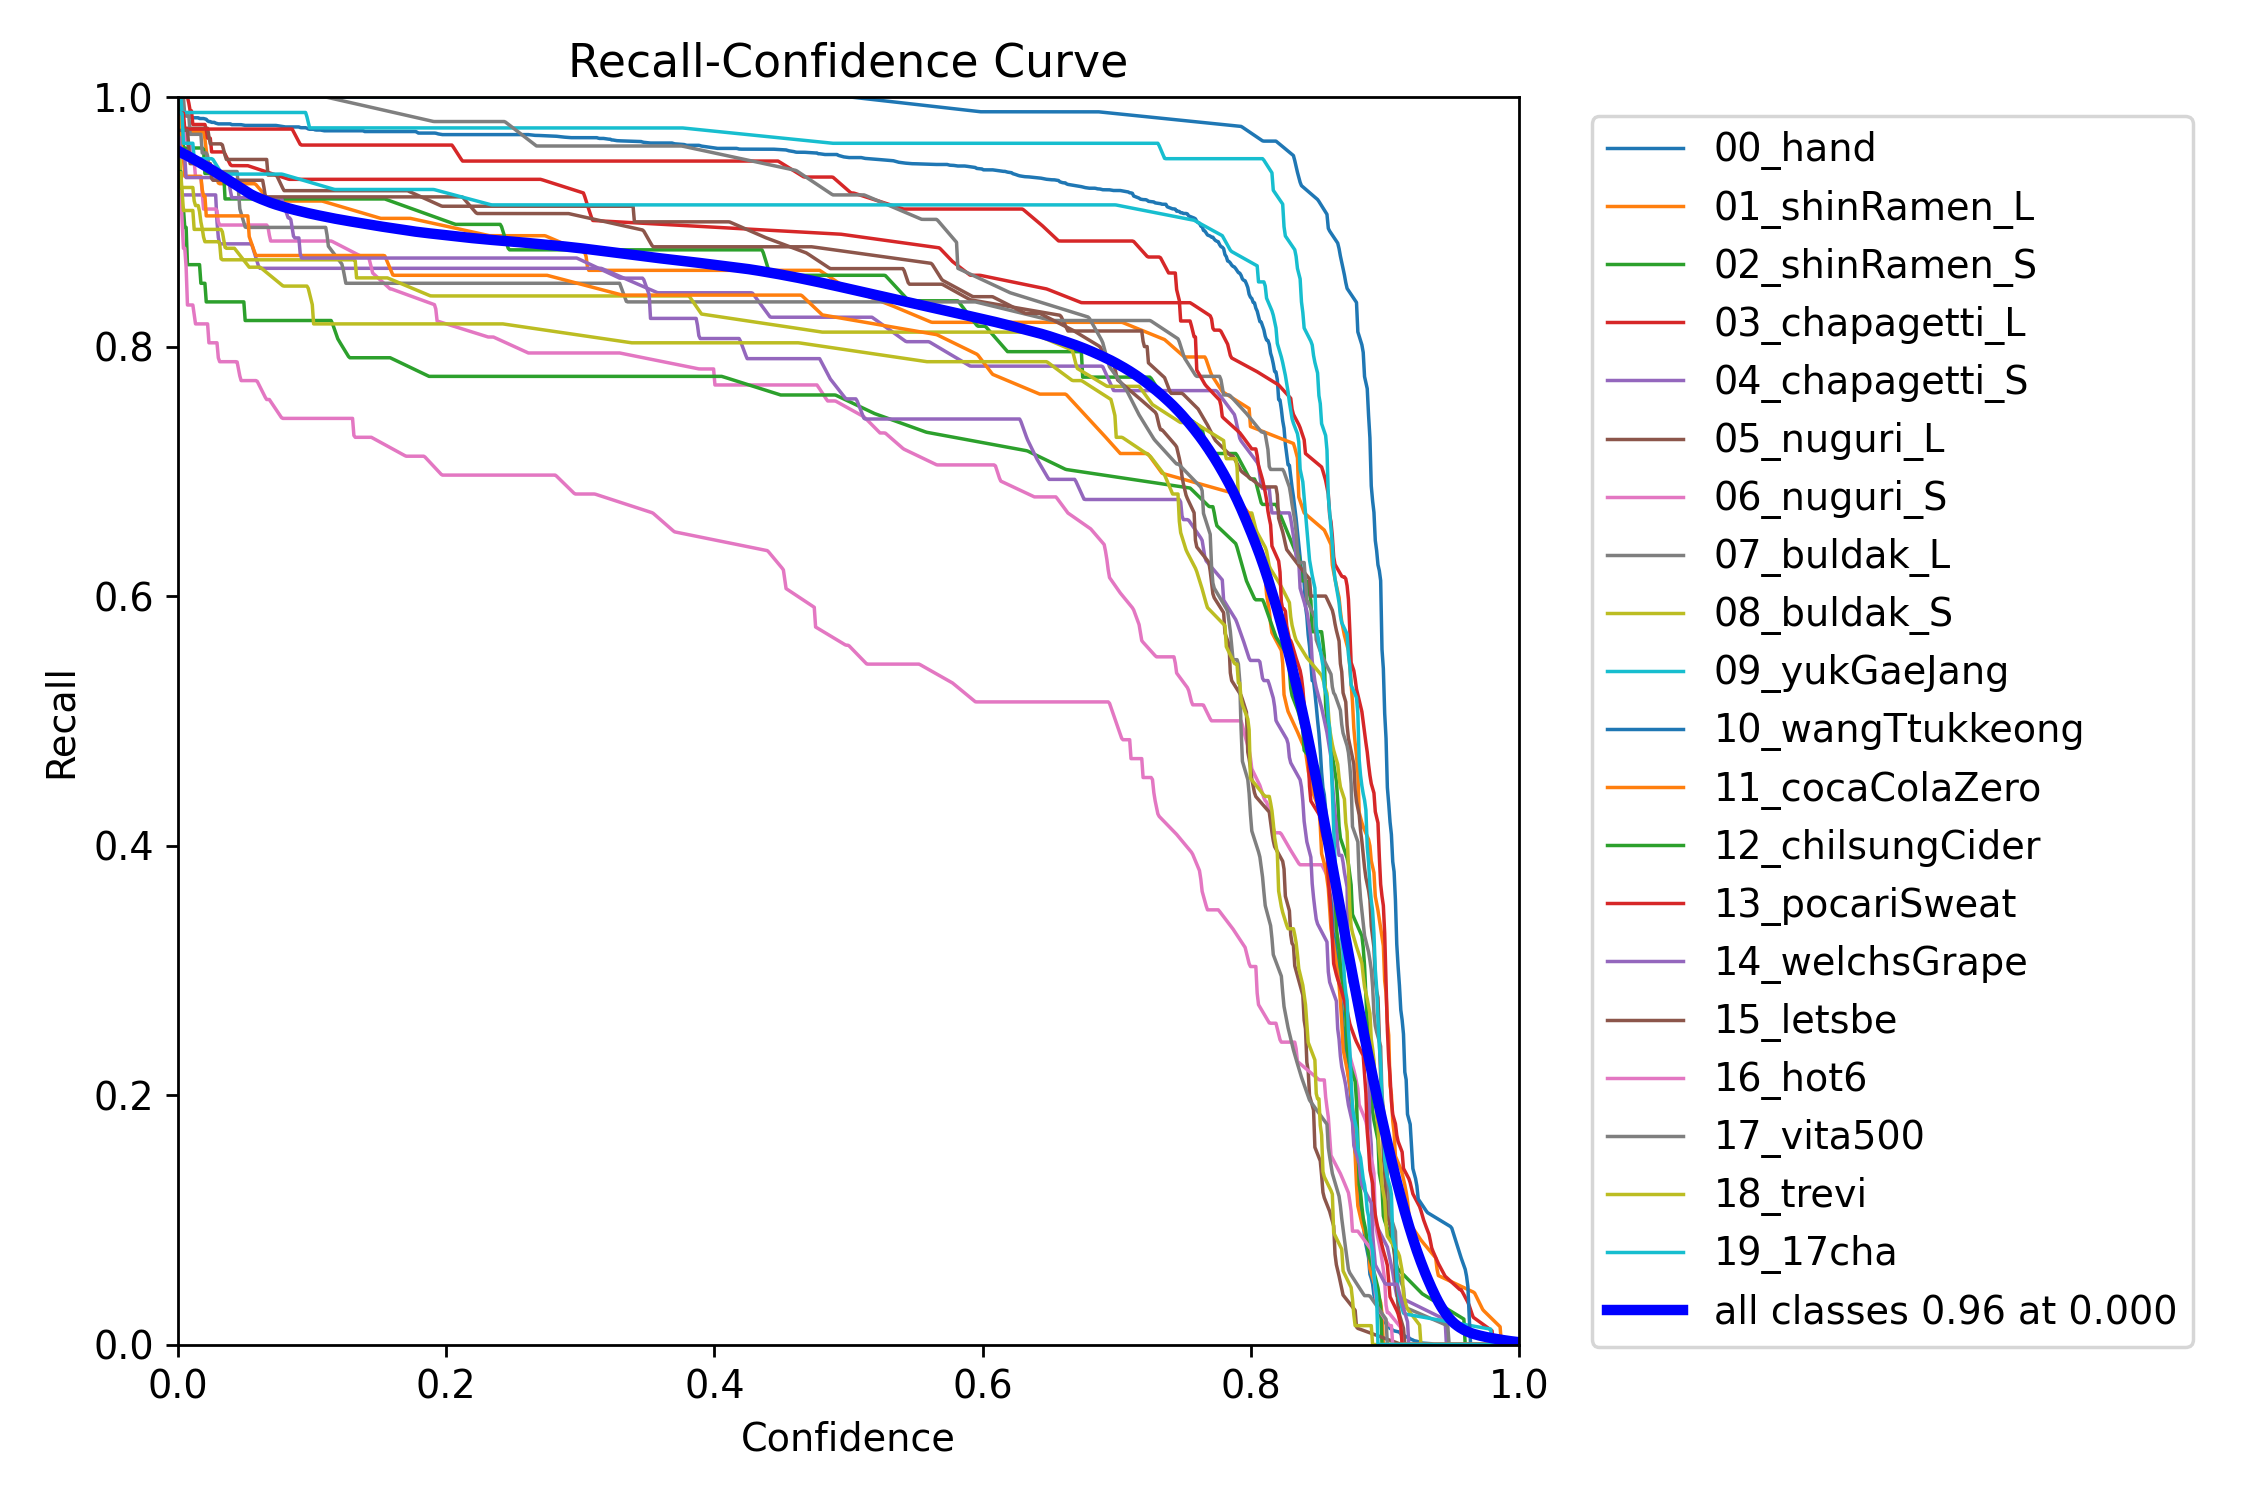 Recall-Confidence Curve
1.0
0.8
0.6
0.4
0.2
0.0
Recall
0.0 0.2 0.4 0.6 0.8 1.0
Confidence
00_hand
01_shinRamen_L
02_shinRamen_S
03_chapagetti_L
04_chapagetti_S
05_nuguri_L
06_nuguri_S
07_buldak_L
08_buldak_S
09_yukGaeJang
10_wangTtukkeong
11_cocaColaZero
12_chilsungCider
13_pocariSweat
14_welchsGrape
15_letsbe
16_hot6
17_vita500
18_trevi
19_17cha
all classes 0.96 at 0.000